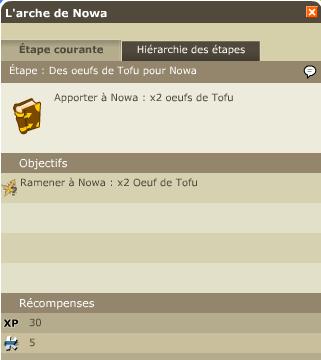 L'arche de Nowa
Étape courante Hiérarchie des étapes
Étape : Des oeufs de Tofu pour Nowa
Apporter à Nowa : x2 oeufs de Tofu
Objectifs
Ramener à Nowa : x2 Oeuf de Tofu
Récompenses
XP 30
5